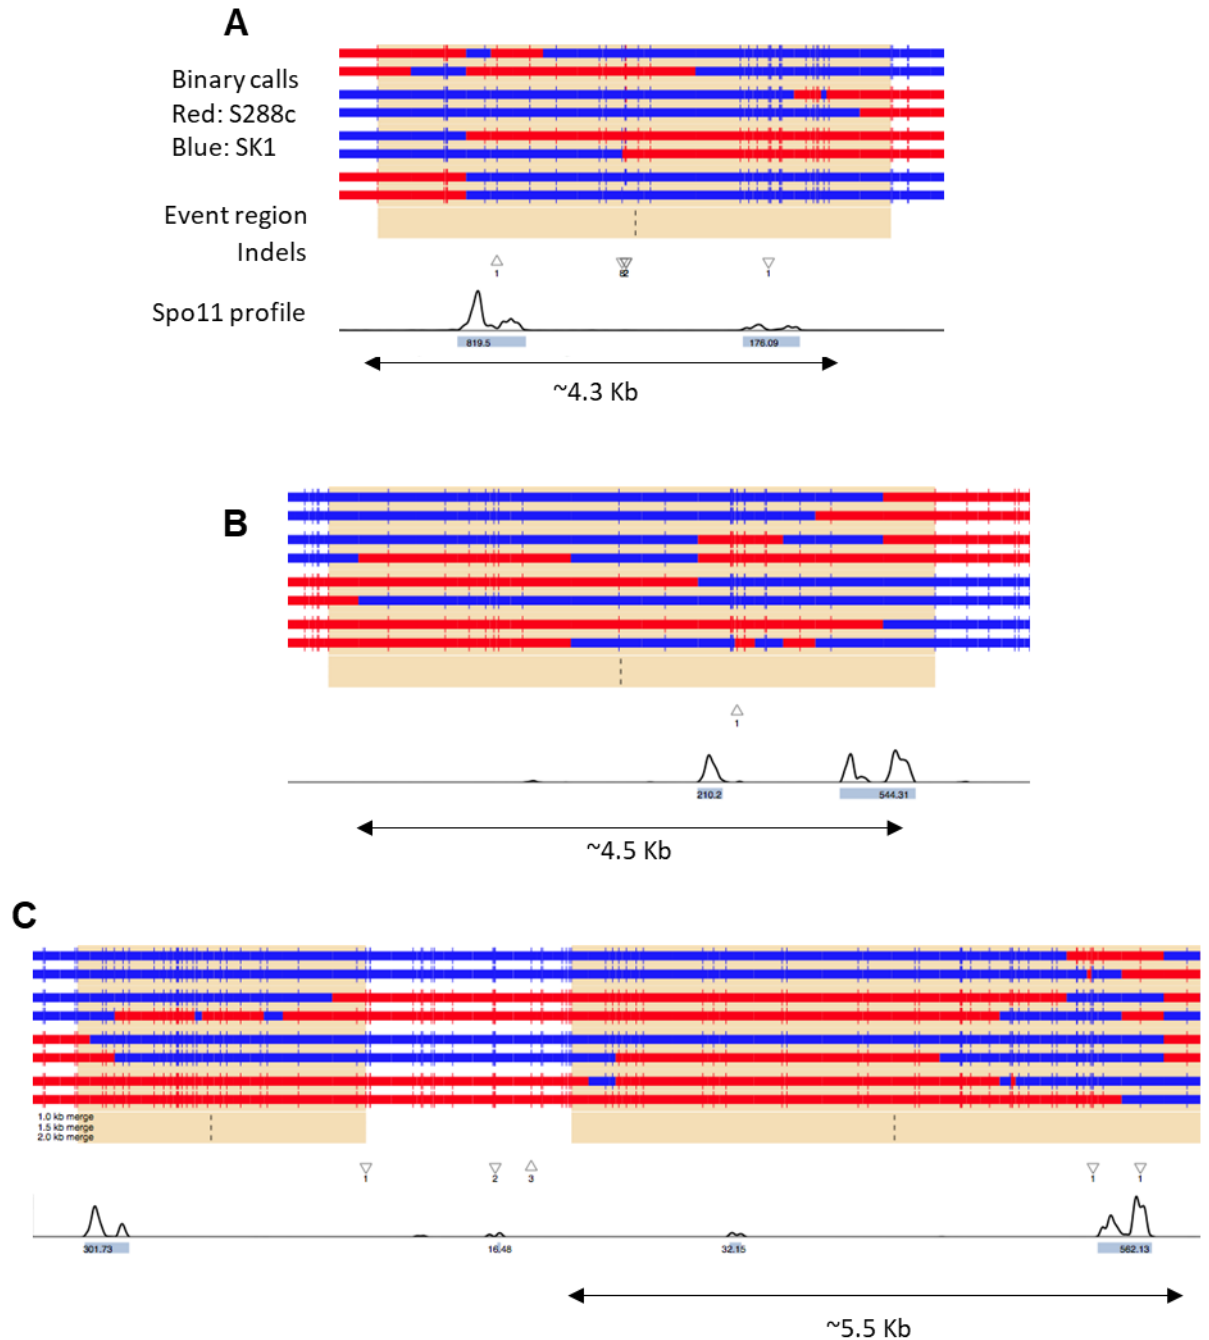 A
Binary calls
Red: S288c
Blue: SK1
Event region
Indels
1
1
Spo11 profile
819.5
176.09
~4.3 Kb
B
1
210.2
544.31
~4.5 Kb
C
1.0 kb merge
1.5 kb merge
2.0 kb merge
1
2
3
1
1
301.73
16.48
32.15
562.13
~5.5 Kb